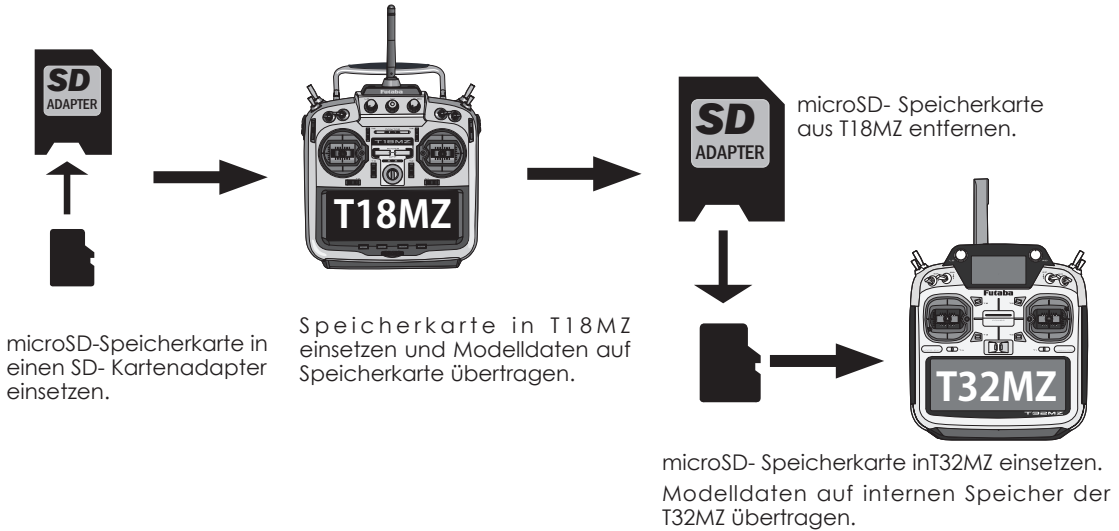 SD
ADAPTER
microSD-Speicherkarte in
einen SD- Kartenadapter
einsetzen.
Futaba
T18MZ
T18MZ
Speicherkarte in T18MZ
einsetzen und Modelldaten auf
Speicherkarte übertragen.
SD
ADAPTER
microSD- Speicherkarte
aus T18MZ entfernen.
Futaba
T32MZ
T32MZ
microSD- Speicherkarte inT32MZ einsetzen.
Modelldaten auf internen Speicher der
T32MZ übertragen.